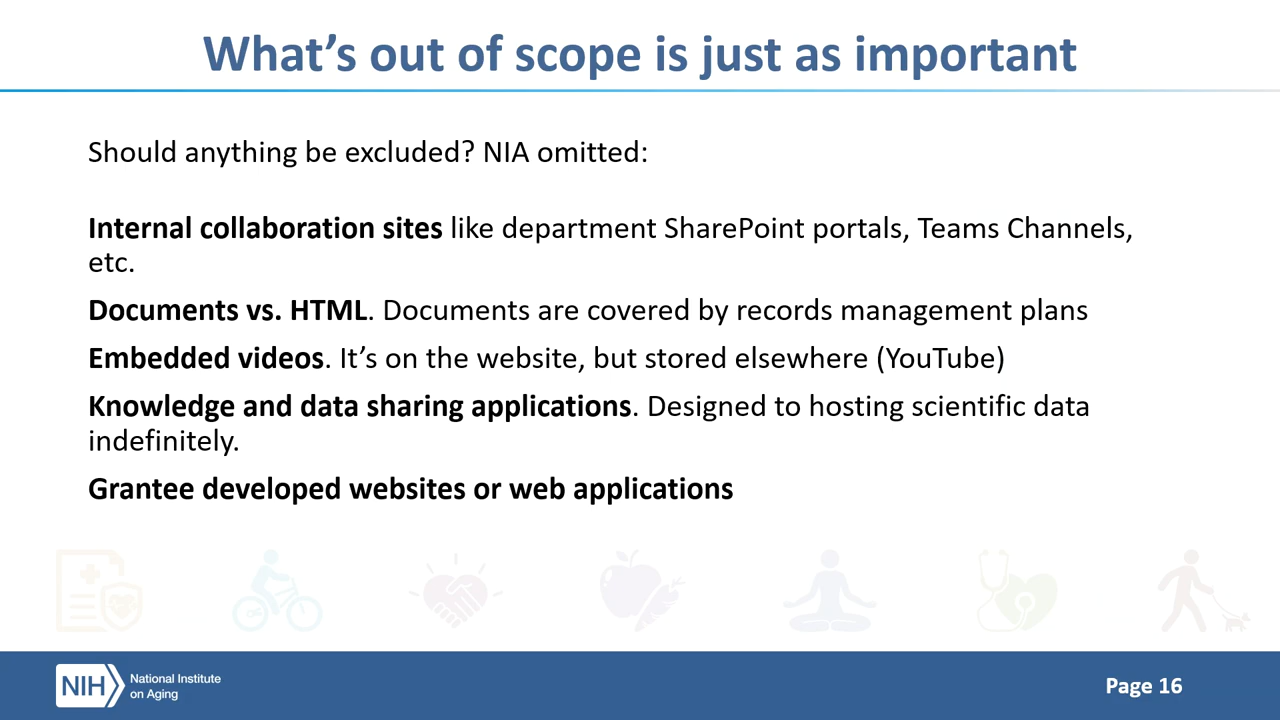 What’s out of scope is just as important
Should anything be excluded? NIA omitted:
Internal collaboration sites like department SharePoint portals, Teams Channels,
etc.
Documents vs. HTML. Documents are covered by records management plans
Embedded videos. It’s on the website, but stored elsewhere (YouTube)
Knowledge and data sharing applications. Designed to hosting scientific data
indefinitely.
Grantee developed websites or web applications
NIH
National Institute
on Aging
Page 16